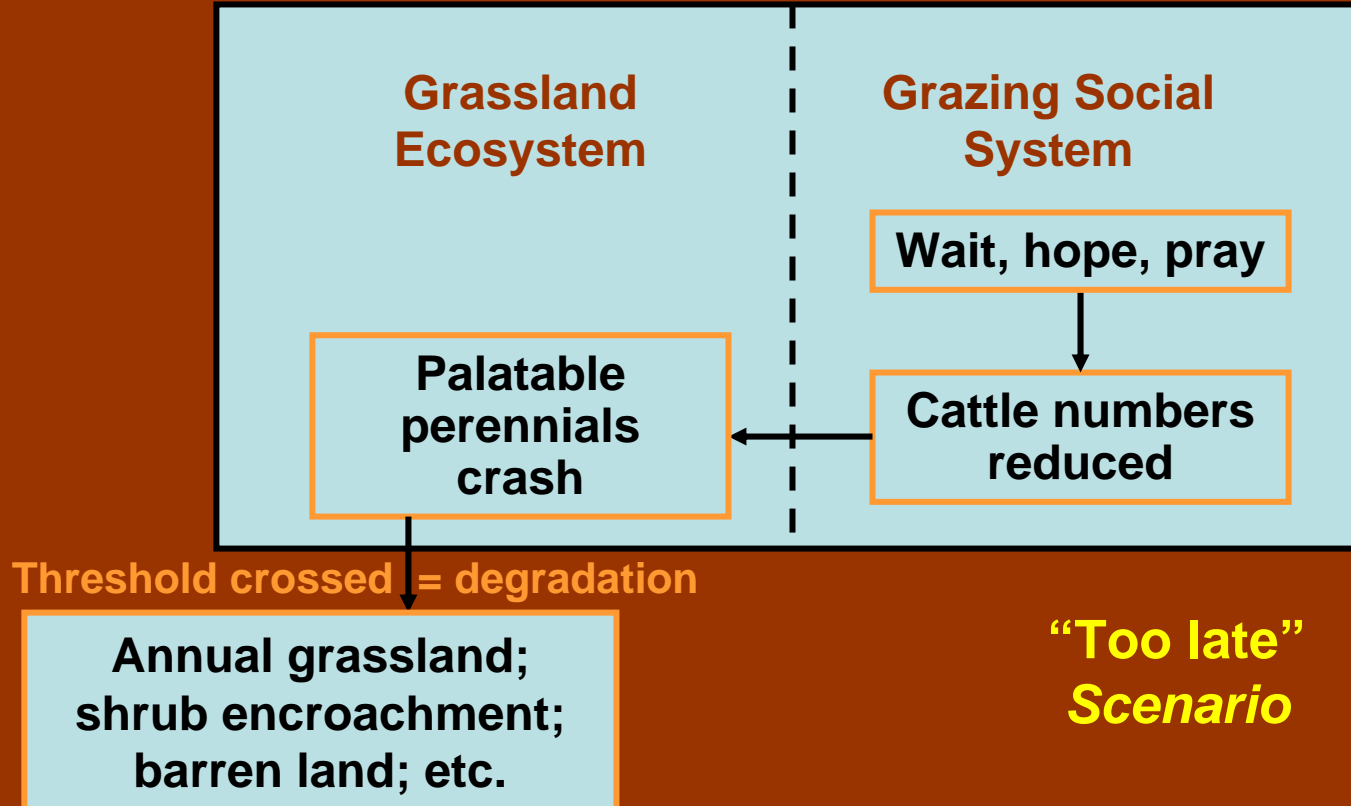 Grassland
Ecosystem
Grazing Social
System
Wait, hope, pray
Cattle numbers
reduced
Palatable
perennials
crash
Threshold crossed = degradation
Annual grassland;
shrub encroachment;
barren land; etc.
“Too late”
Scenario